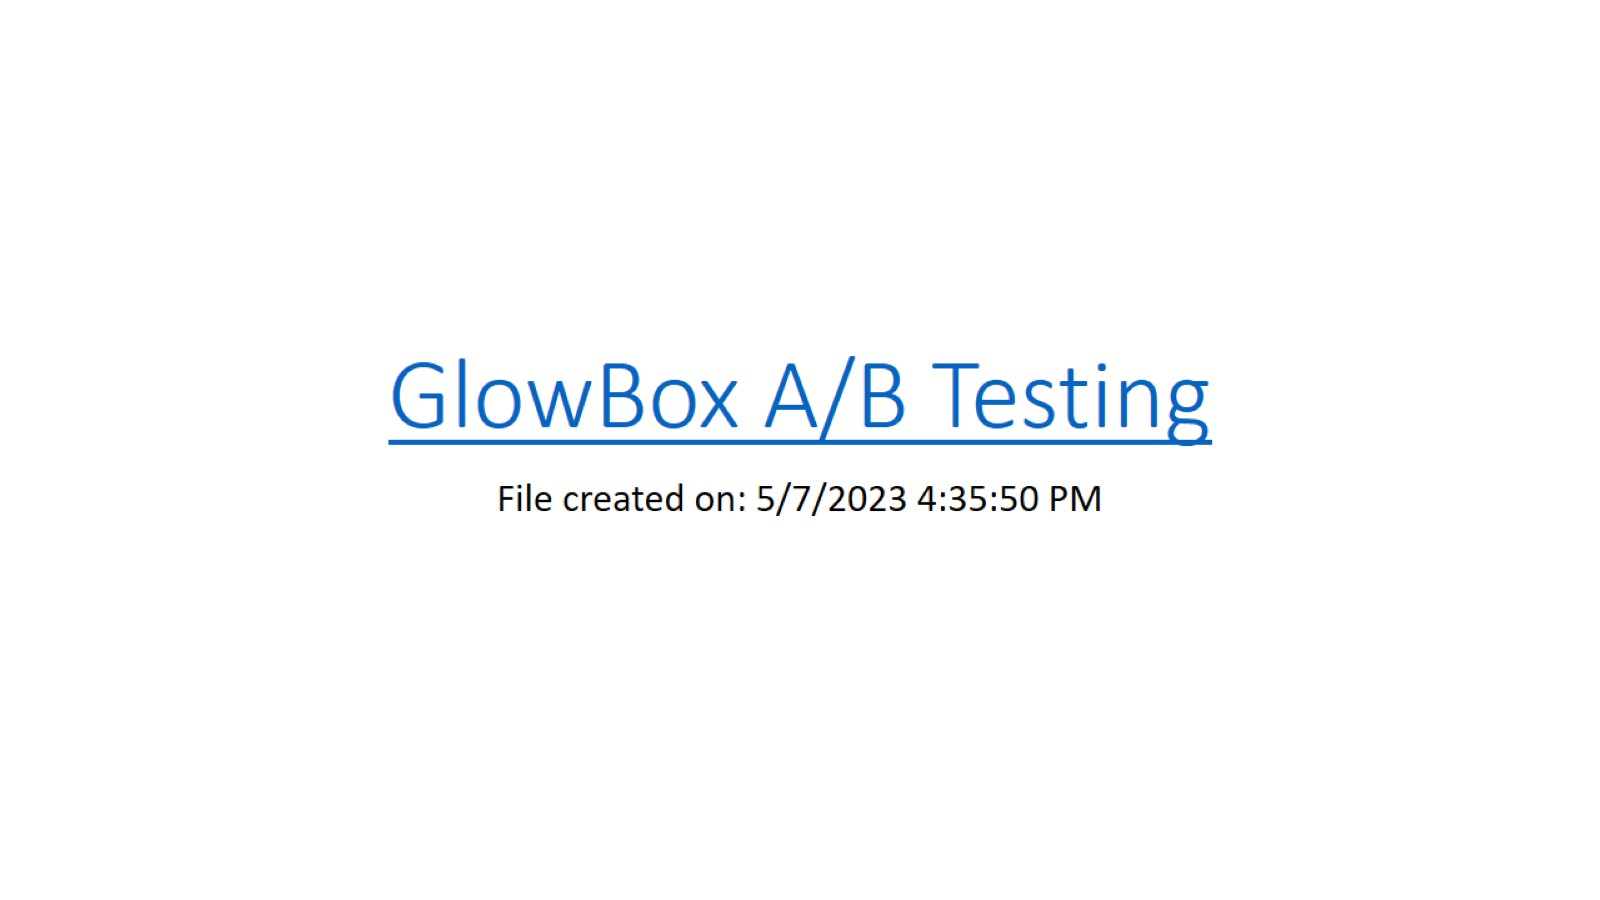 GlowBox A/B Testing
File created on: 5/7/2023 4:35:50 PM